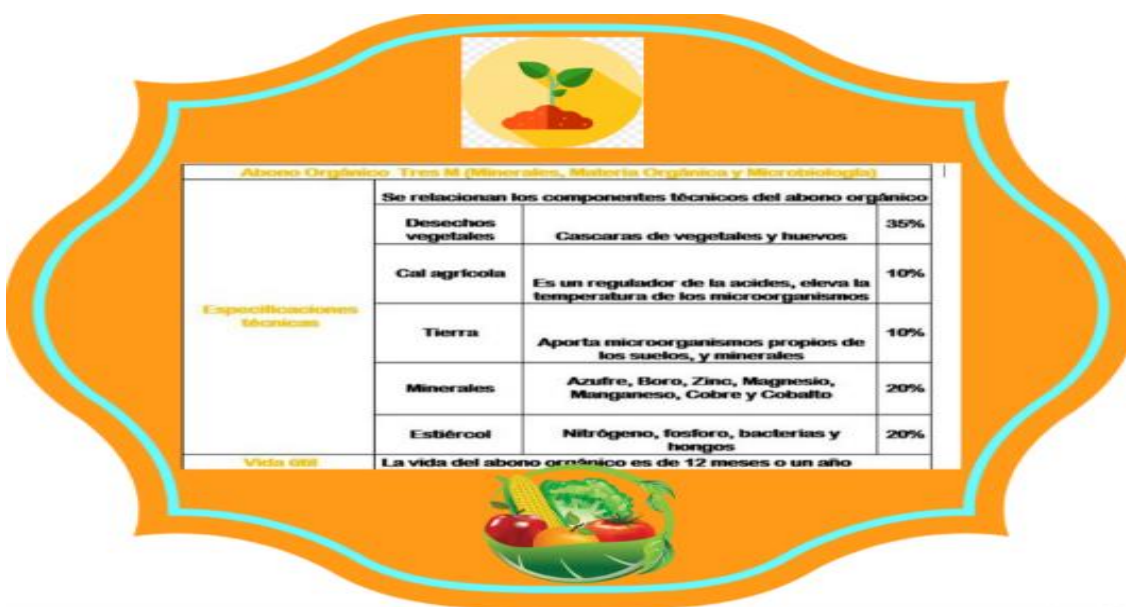 Abono Orgánico Tres M (Minerales, Materia Orgánica y Microbiología)
Se relacionan los componentes técnicos del abono orgánico
Especificaciones
técnicas
Desechos
vegetales
Cascaras de vegetales y huevos
35%
Cal agrícola
Es un regulador de la acides, eleva la
temperatura de los microorganismos
10%
Tierra
Aporta microorganismos propios de
los suelos, y minerales
10%
Minerales
Azufre, Boro, Zinc, Magnesio,
Manganeso, Cobre y Cobalto
20%
Estiércol
Nitrógeno, fosforo, bacterias y
hongos
20%
Vida útil
La vida del abono orgánico es de 12 meses o un año